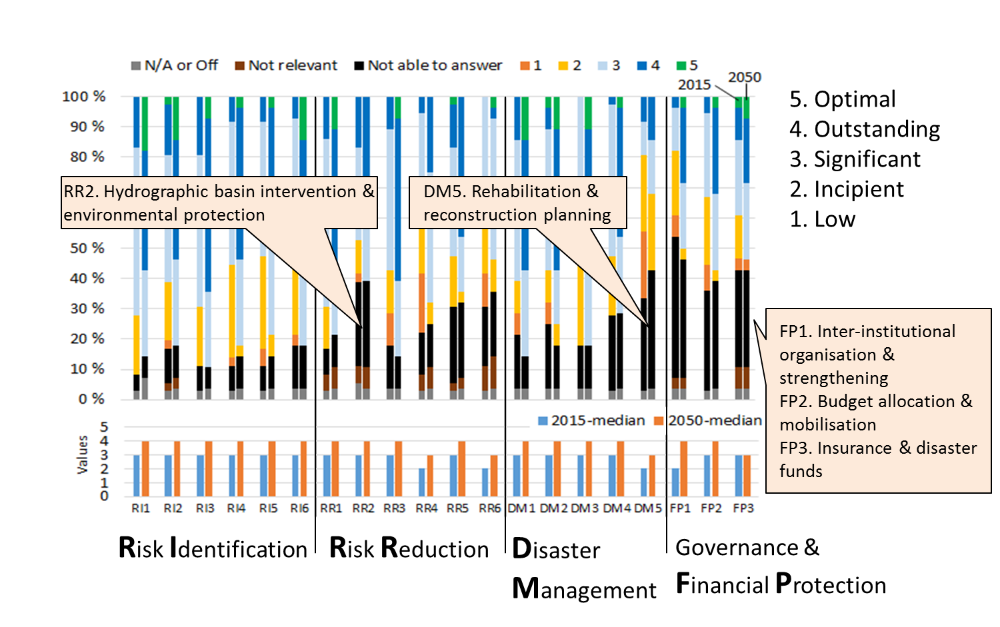 N/A or Off Not relevant Not able to answer 1 2 3 4 5
2015 2050
100 %
90 %
80 %
50 %
40 %
30 %
20 %
10 %
0 %
RR2. Hydrographic basin intervention &
environmental protection
DM5. Rehabilitation &
reconstruction planning
5. Optimal
4. Outstanding
3. Significant
2. Incipient
1. Low
FP1. Inter-institutional
organisation &
strengthening
FP2. Budget allocation &
mobilisation
FP3. Insurance & disaster
funds
2015-median 2050-median
Values
5
4
3
2
1
0
RI1 RI2 RI3 RI4 RI5 RI6 RR1 RR2 RR3 RR4 RR5 RR6 DM1 DM2 DM3 DM4 DM5 FP1 FP2 FP3
Risk Identification
Risk Reduction
Disaster
Management
Governance &
Financial Protection